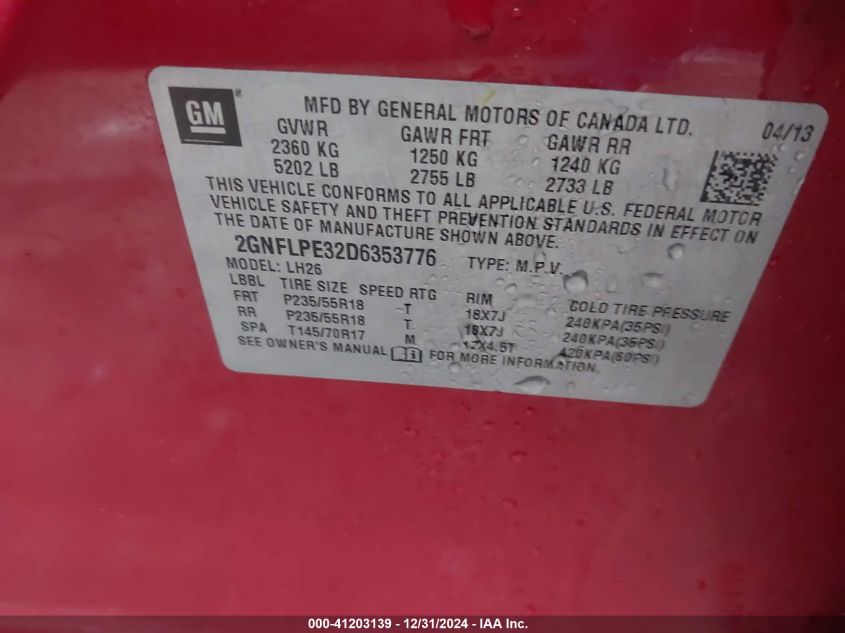 GM®
MFD BY GENERAL MOTORS OF CANADA LTD.
04/13
GVWR GAWR FRT GAWR RR
2360 KG 1250 KG 1240 KG
5202 LB 2755 LB 2733 LB
THIS VEHICLE CONFORMS TO ALL APPLICABLE U.S. FEDERAL MOTOR
VEHICLE SAFETY AND THEFT PREVENTION STANDARDS IN EFFECT ON
THE DATE OF MANUFACTURE SHOWN ABOVE.
2GNFLPE32D6353776 TYPE: M.P.V.
MODEL: LH26
LBBL TIRE SIZE SPEED RTG RIM COLD TIRE PRESSURE
FRT P235/55R18 T 18X7J 240KPA(35PSI)
RR P235/55R18 T 18X7J 240KPA(35PSI)
SPA T145/70R17 M 17X4.5T 420KPA(60PSI)
SEE OWNER'S MANUAL FOR MORE INFORMATION.
000-41203139 - 12/31/2024 - IAA Inc.